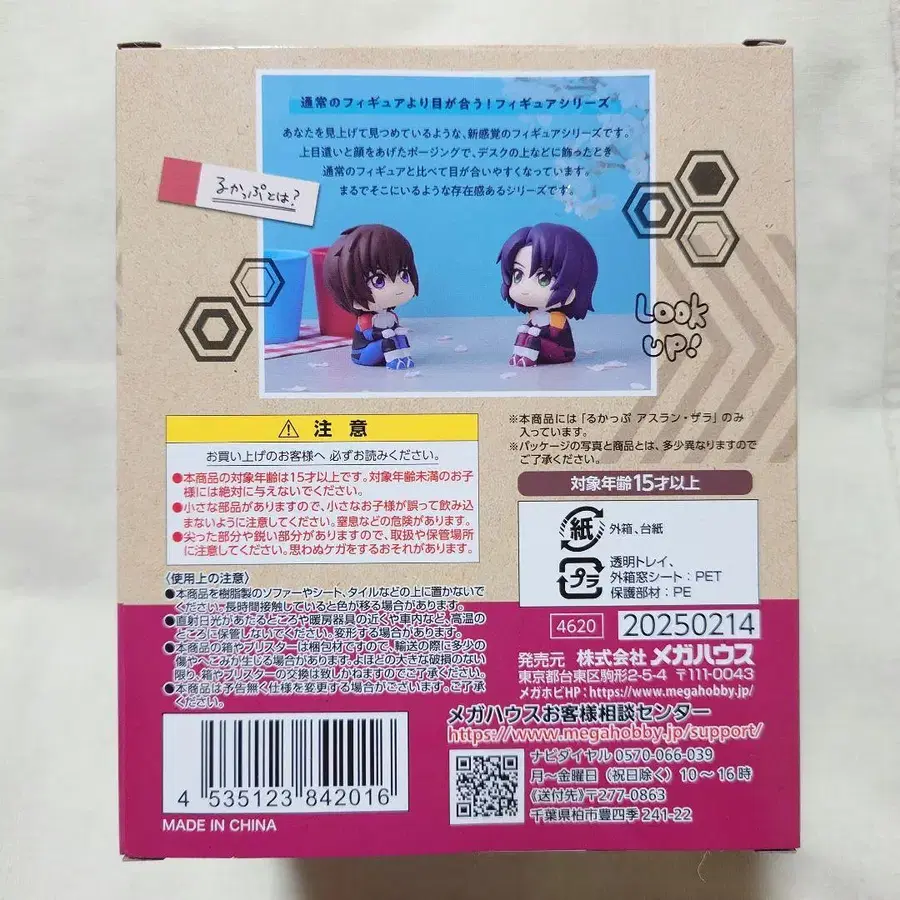 通常のフィギュアより目が合う！フィギュアシリーズ
あなたを見上げて見つめているような、新感覚のフィギュアシリーズです。
上目遣いと顔をあげたポージングで、デスクの上などに飾ったとき
通常のフィギュアと比べて目が合いやすくなっています。
まるでそこにいるような存在感あるシリーズです。
るかっぷとは?
Look
UP!
⚠ 注意
お買い上げのお客様へ 必ずお読みください。
●本商品の対象年齢は15才以上です。対象年齢未満のお子
様には絶対に与えないでください。
●小さな部品がありますので、小さなお子様が誤って飲み込
まないように注意してください。窒息などの危険があります。
●尖った部分や鋭い部分がありますので、取扱や保管場所
に注意してください。思わぬケガをするおそれがあります。
〈使用上の注意〉
●本商品を樹脂製のソファーやシート、タイルなどの上に置かないで
ください。長時間接触していると色が移る場合があります。
●直射日光があたるところや暖房器具の近くや車内など、高温の
ところに保管しないでください。変形する場合があります。
●本商品の箱やブリスターは梱包材ですので、輸送の際に多少の
傷やへこみが生じる場合があります。よほどの大きな破損のない
限り、箱やブリスターの交換は致しかねますのでご了承ください。
●本商品は予告無く仕様を変更する場合がございます。ご了承
ください。
4 535123 842016
MADE IN CHINA
※本商品には「るかっぷ アスラン・ザラ」のみ
入っています。
※パッケージの写真と商品とは、多少異なりますので
ご了承ください。
対象年齢15才以上
紙 外箱、台紙
プラ 透明トレイ、
外箱窓シート：PET
保護部材：PE
4620 20250214
発売元 株式会社 メガハウス
東京都台東区駒形2-5-4 〒111-0043
メガホビHP：https://www.megahobby.jp/
メガハウスお客様相談センター
https://www.megahobby.jp/support/
ナビダイヤル 0570-066-039
月～金曜日（祝日除く）10～16時
《送付先》〒277-0863
千葉県柏市豊四季241-22